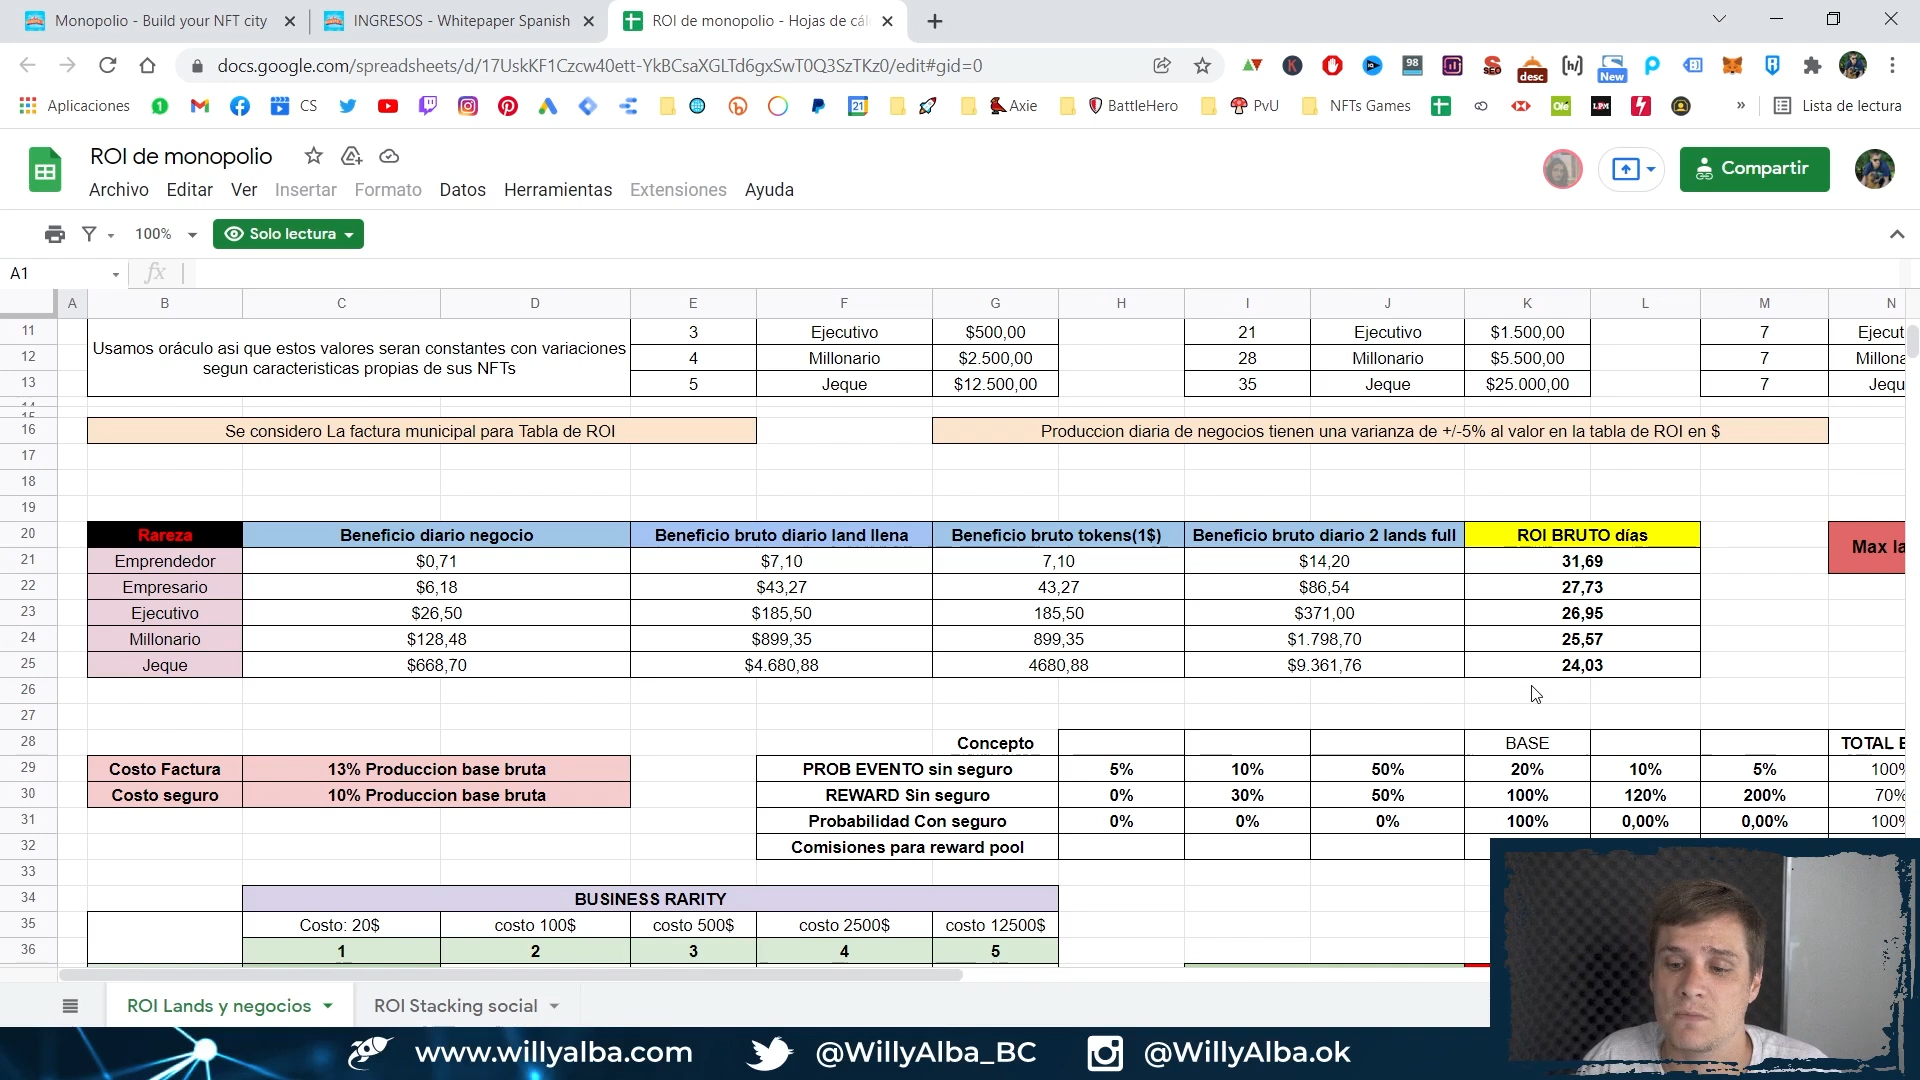 Monopolio - Build your NFT city
INGRESOS - Whitepaper Spanish
ROI de monopolio - Hojas de cál
docs.google.com/spreadsheets/d/17UskKF1Czcw40ett-YkBCsaXGLTd6gxSwT0Q3SzTKz0/edit#gid=0
98
desc
New
Aplicaciones
CS
21
Axie
BattleHero
PvU
NFTs Games
Lista de lectura
ROI de monopolio
Archivo Editar Ver Insertar Formato Datos Herramientas Extensiones Ayuda
Compartir
100% Solo lectura
A1 fx
A B C D E F G H I J K L M N
11 3 Ejecutivo $500,00 21 Ejecutivo $1.500,00 7 Ejecut
Usamos oráculo asi que estos valores seran constantes con variaciones segun caracteristicas propias de sus NFTs
12 4 Millonario $2.500,00 28 Millonario $5.500,00 7 Millona
13 5 Jeque $12.500,00 35 Jeque $25.000,00 7 Jequ
16 Se considero La factura municipal para Tabla de ROI Produccion diaria de negocios tienen una varianza de +/-5% al valor en la tabla de ROI en $
17
18
19
20 Rareza Beneficio diario negocio Beneficio bruto diario land llena Beneficio bruto tokens(1$) Beneficio bruto diario 2 lands full ROI BRUTO días Max la
21 Emprendedor $0,71 $7,10 7,10 $14,20 31,69
22 Empresario $6,18 $43,27 43,27 $86,54 27,73
23 Ejecutivo $26,50 $185,50 185,50 $371,00 26,95
24 Millonario $128,48 $899,35 899,35 $1.798,70 25,57
25 Jeque $668,70 $4.680,88 4680,88 $9.361,76 24,03
26
27
28 Concepto BASE TOTAL E
29 Costo Factura 13% Produccion base bruta PROB EVENTO sin seguro 5% 10% 50% 20% 10% 5% 100%
30 Costo seguro 10% Produccion base bruta REWARD Sin seguro 0% 30% 50% 100% 120% 200% 70%
31 Probabilidad Con seguro 0% 0% 0% 100% 0,00% 0,00% 100%
32 Comisiones para reward pool
33
34 BUSINESS RARITY
35 Costo: 20$ costo 100$ costo 500$ costo 2500$ costo 12500$
36 1 2 3 4 5
ROI Lands y negocios ROI Stacking social
www.willyalba.com @WillyAlba_BC @WillyAlba.ok